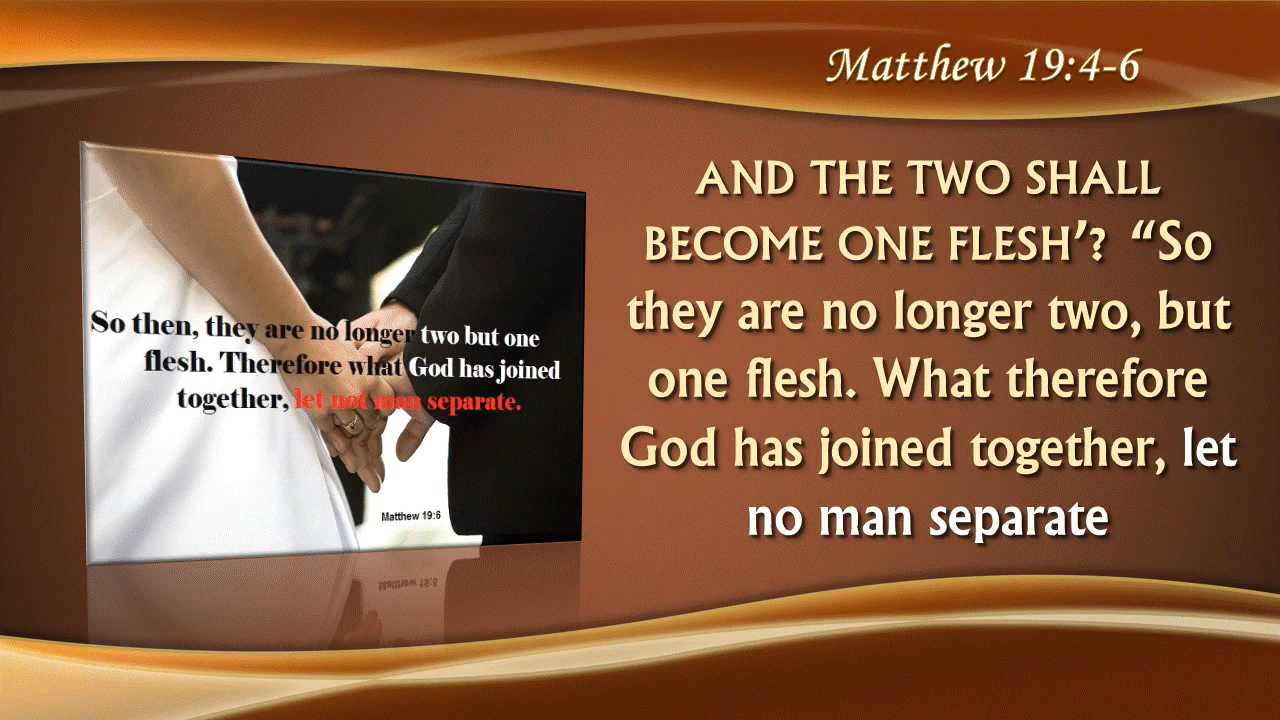 Matthew 19:4-6
So then, they are no longer two but one
flesh. Therefore what God has joined
together, let not man separate.
Matthew 19:6
AND THE TWO SHALL
BECOME ONE FLESH’? “So
they are no longer two, but
one flesh. What therefore
God has joined together, let
no man separate